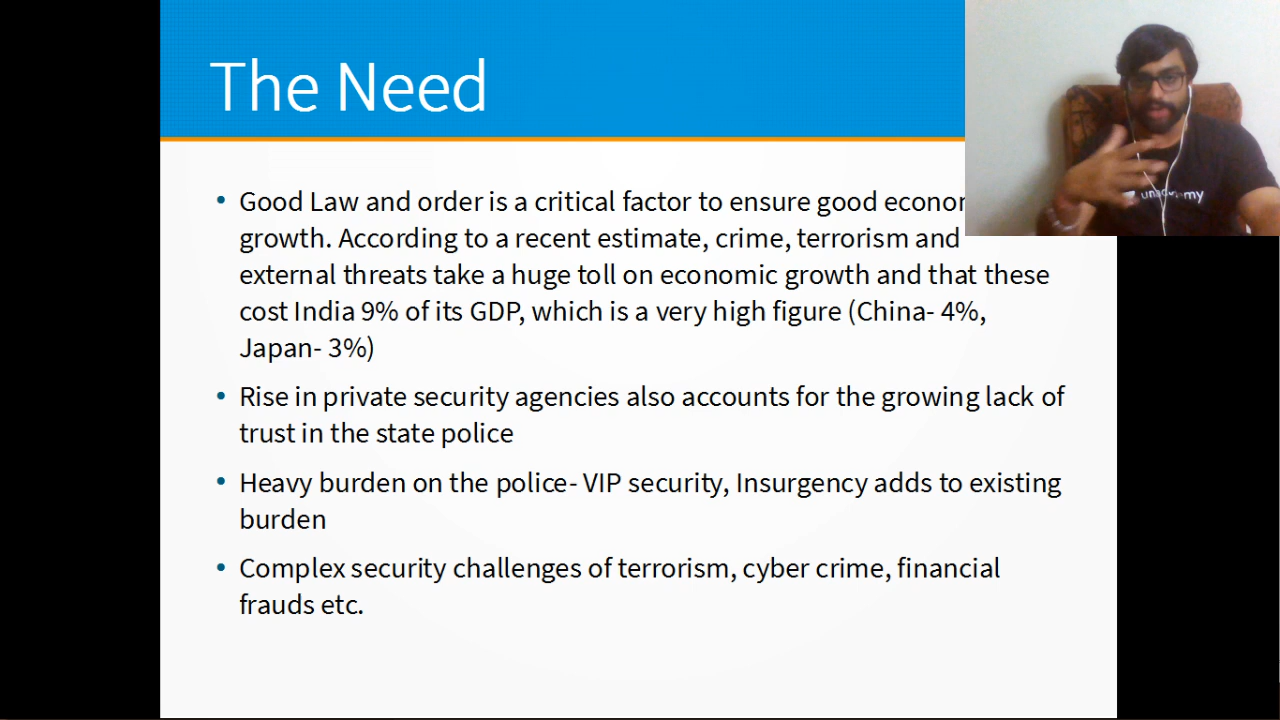 The Need
• Good Law and order is a critical factor to ensure good
growth. According to a recent estimate, crime, terrorism and
external threats take a huge toll on economic growth and that these
cost India 9% of its GDP, which is a very high figure (China- 4%,
Japan- 3%)
• Rise in private security agencies also accounts for the growing lack of
trust in the state police
• Heavy burden on the police- VIP security, Insurgency adds to existing
burden
• Complex security challenges of terrorism, cyber crime, financial
frauds etc.